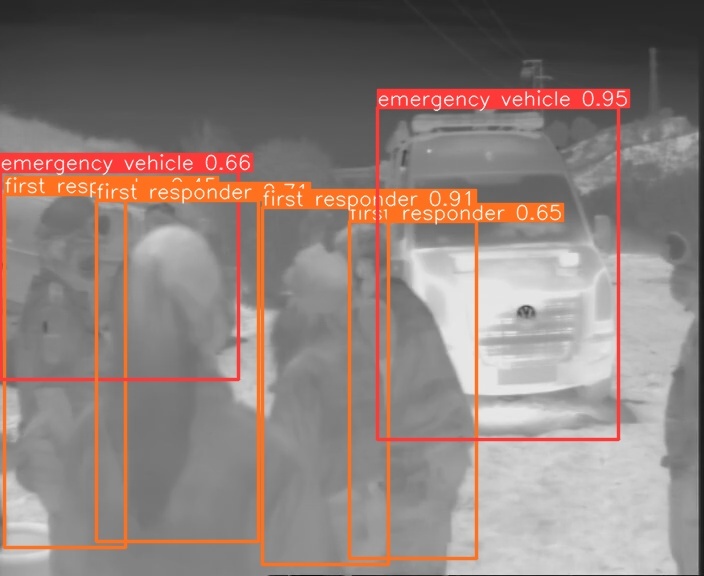 emergency vehicle 0.95
emergency vehicle 0.66
first responder 0.71
first responder 0.91
first responder 0.65